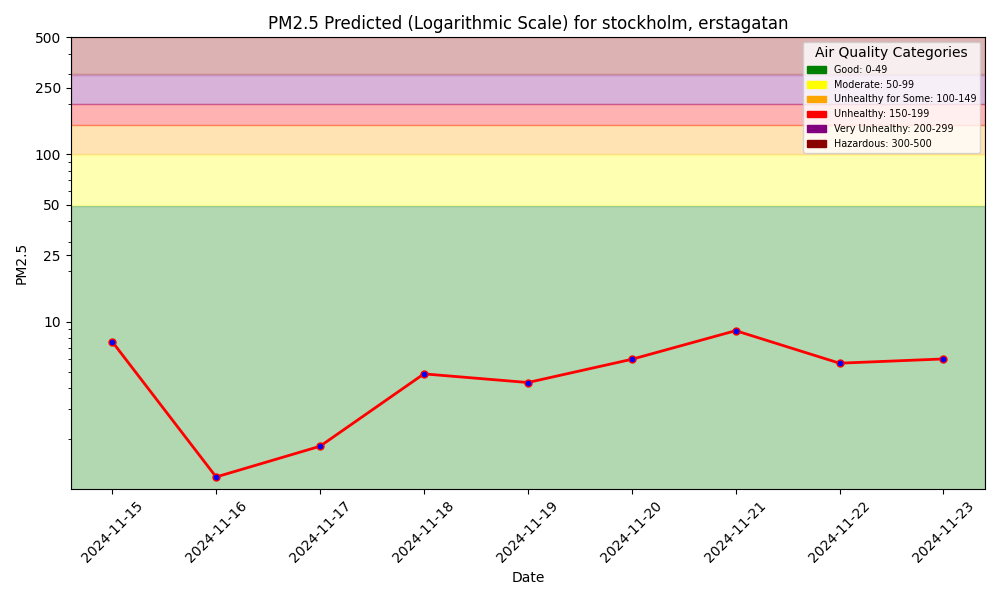 PM2.5 Predicted (Logarithmic Scale) for stockholm, erstagatan
Air Quality Categories
Good: 0-49
Moderate: 50-99
Unhealthy for Some: 100-149
Unhealthy: 150-199
Very Unhealthy: 200-299
Hazardous: 300-500
500
250
100
50
25
10
PM2.5
2024-11-15
2024-11-16
2024-11-17
2024-11-18
2024-11-19
2024-11-20
2024-11-21
2024-11-22
2024-11-23
Date